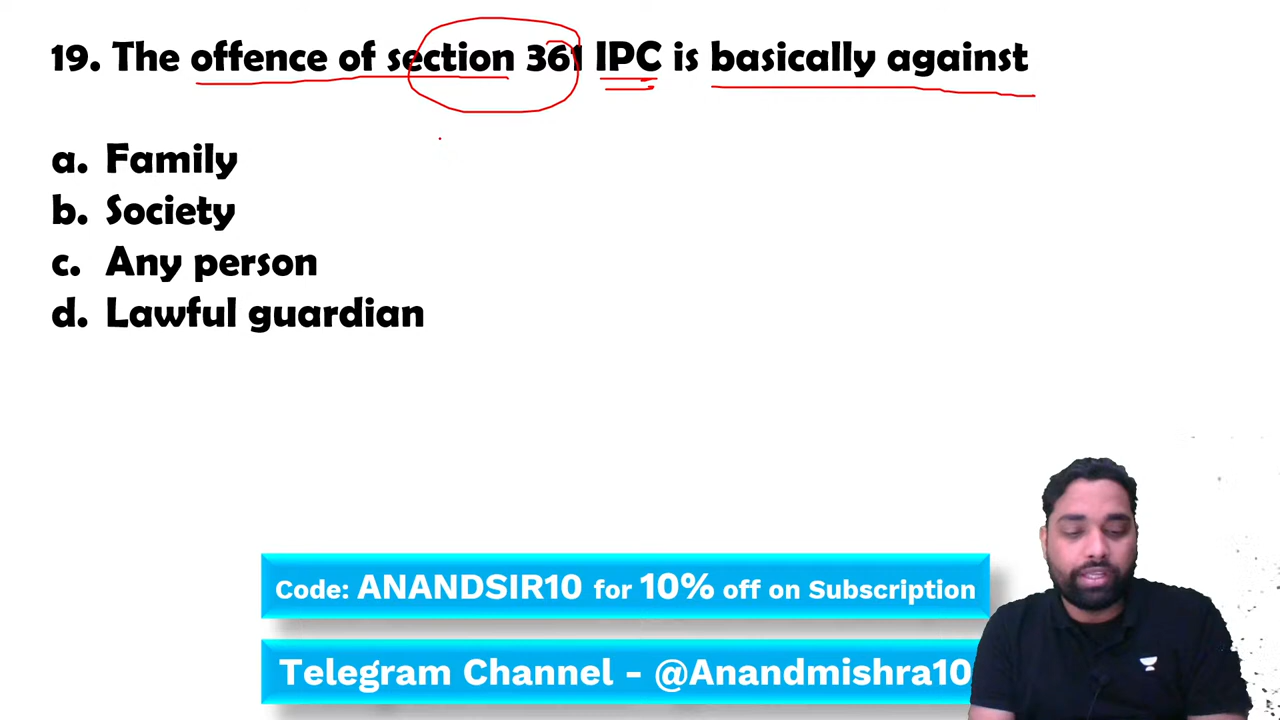 19. The offence of section 361 IPC is basically against
a. Family
b. Society
c. Any person
d. Lawful guardian
Code: ANANDSIR10 for 10% off on Subscription
Telegram Channel - @Anandmishra10